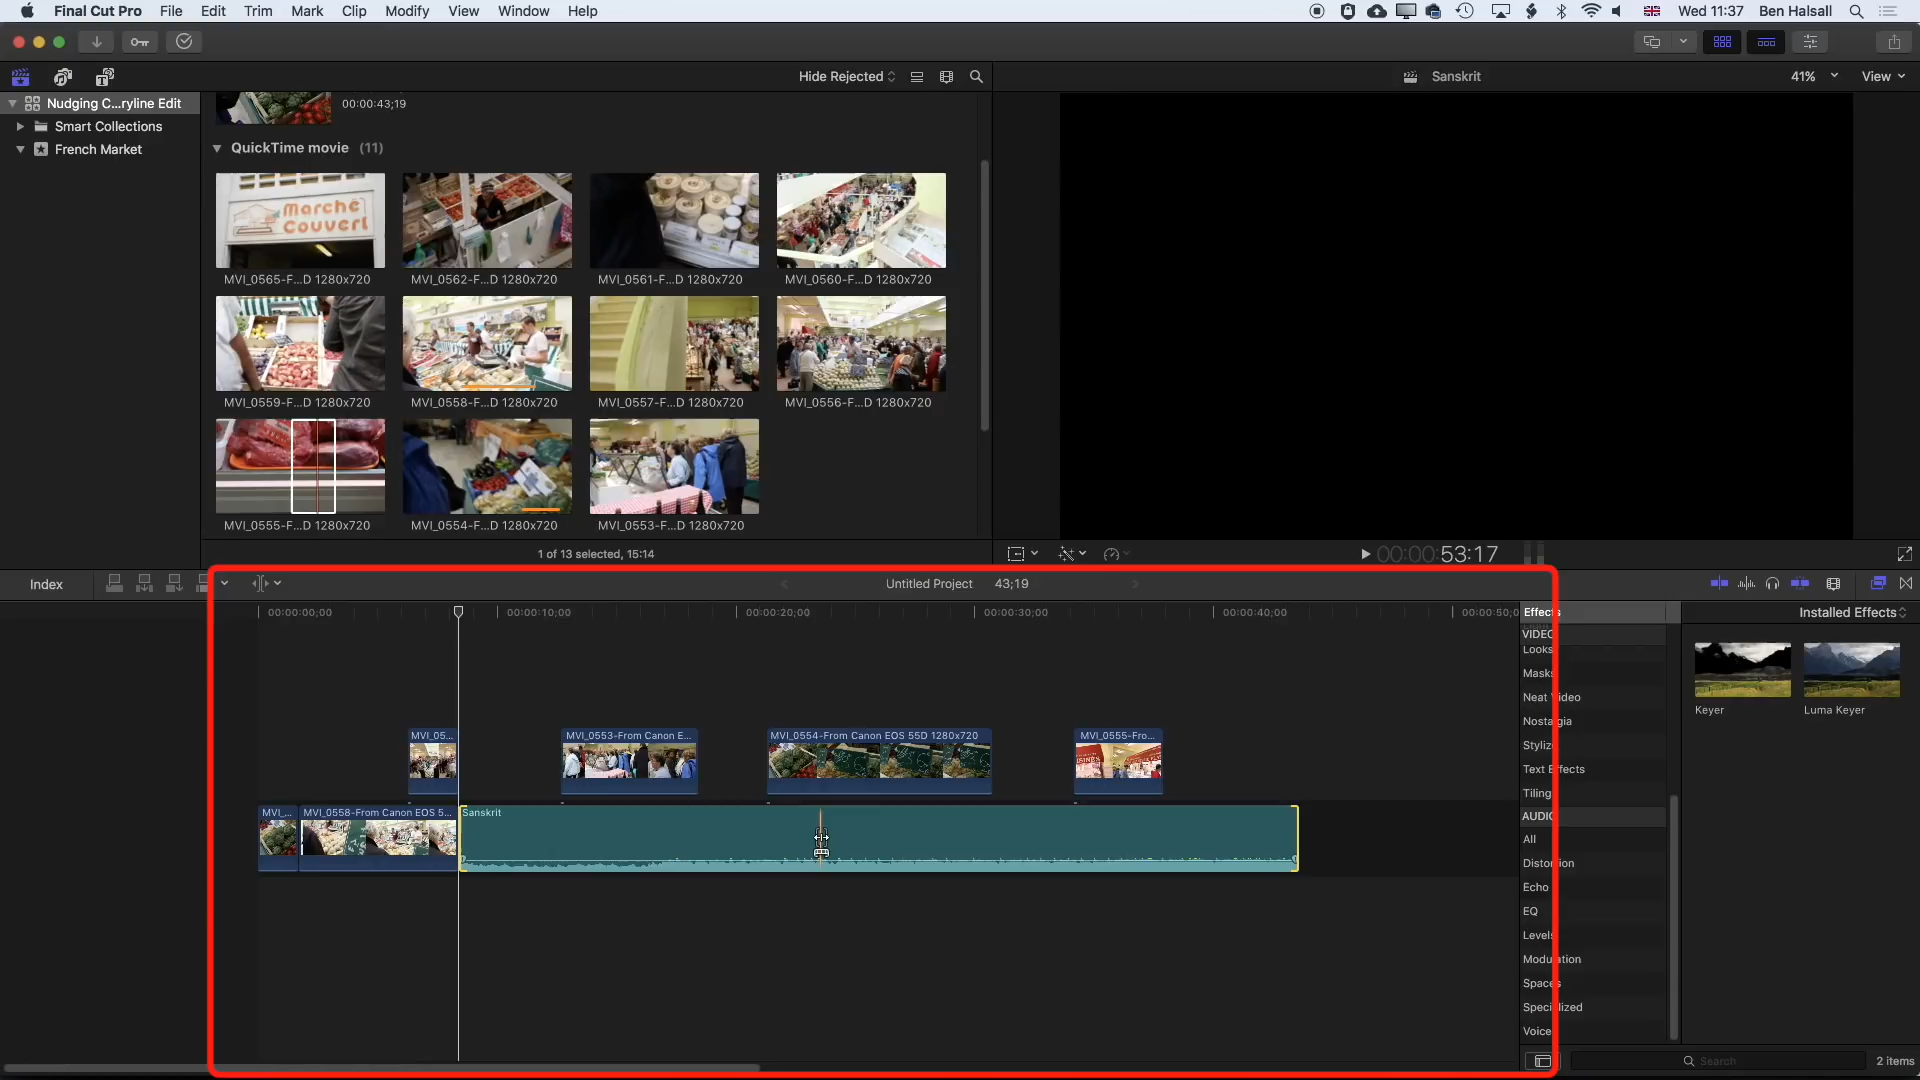 Final Cut Pro File Edit Trim Mark Clip Modify View Window Help Wed 11:37 Ben Halsall
Hide Rejected Sanskrit 41% View
Nudging C...ryline Edit
Smart Collections
French Market
00:00:43;19
QuickTime movie (11)
Marché
Couvert
MVI_0565-F...D 1280x720 MVI_0562-F...D 1280x720 MVI_0561-F...D 1280x720 MVI_0560-F...D 1280x720
MVI_0559-F...D 1280x720 MVI_0558-F...D 1280x720 MVI_0557-F...D 1280x720 MVI_0556-F...D 1280x720
MVI_0555-F...D 1280x720 MVI_0554-F...D 1280x720 MVI_0553-F...D 1280x720
1 of 13 selected, 15:14 00:00:53:17
Index Untitled Project 43;19
00:00:00;00 00:00:10;00 00:00:20;00 00:00:30;00 00:00:40;00 00:00:50;0
Effects Installed Effects
VIDEO
Looks
Masks
Neat Video
Nostalgia
Stylize
Text Effects
Tiling
AUDIO
All
Distortion
Echo
EQ
Levels
Modulation
Spaces
Specialized
Voice
Keyer Luma Keyer
MVI_05... MVI_0553-From Canon E... MVI_0554-From Canon EOS 55D 1280x720 MVI_0555-Fro...
MVI_... MVI_0558-From Canon EOS 5... Sanskrit
Search 2 items